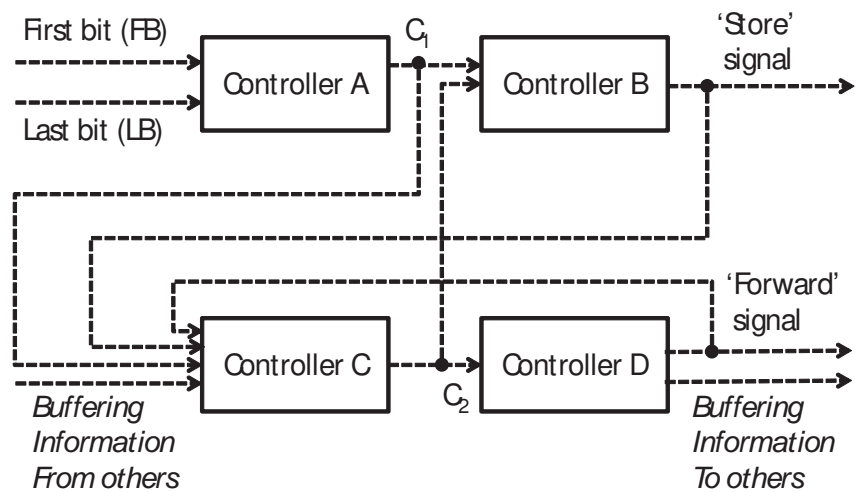 First bit (FB)
Last bit (LB)
Controller A
C1
Controller B
'Store'
signal
Controller C
C2
Controller D
'Forward'
signal
Buffering
Information
From others
Buffering
Information
To others